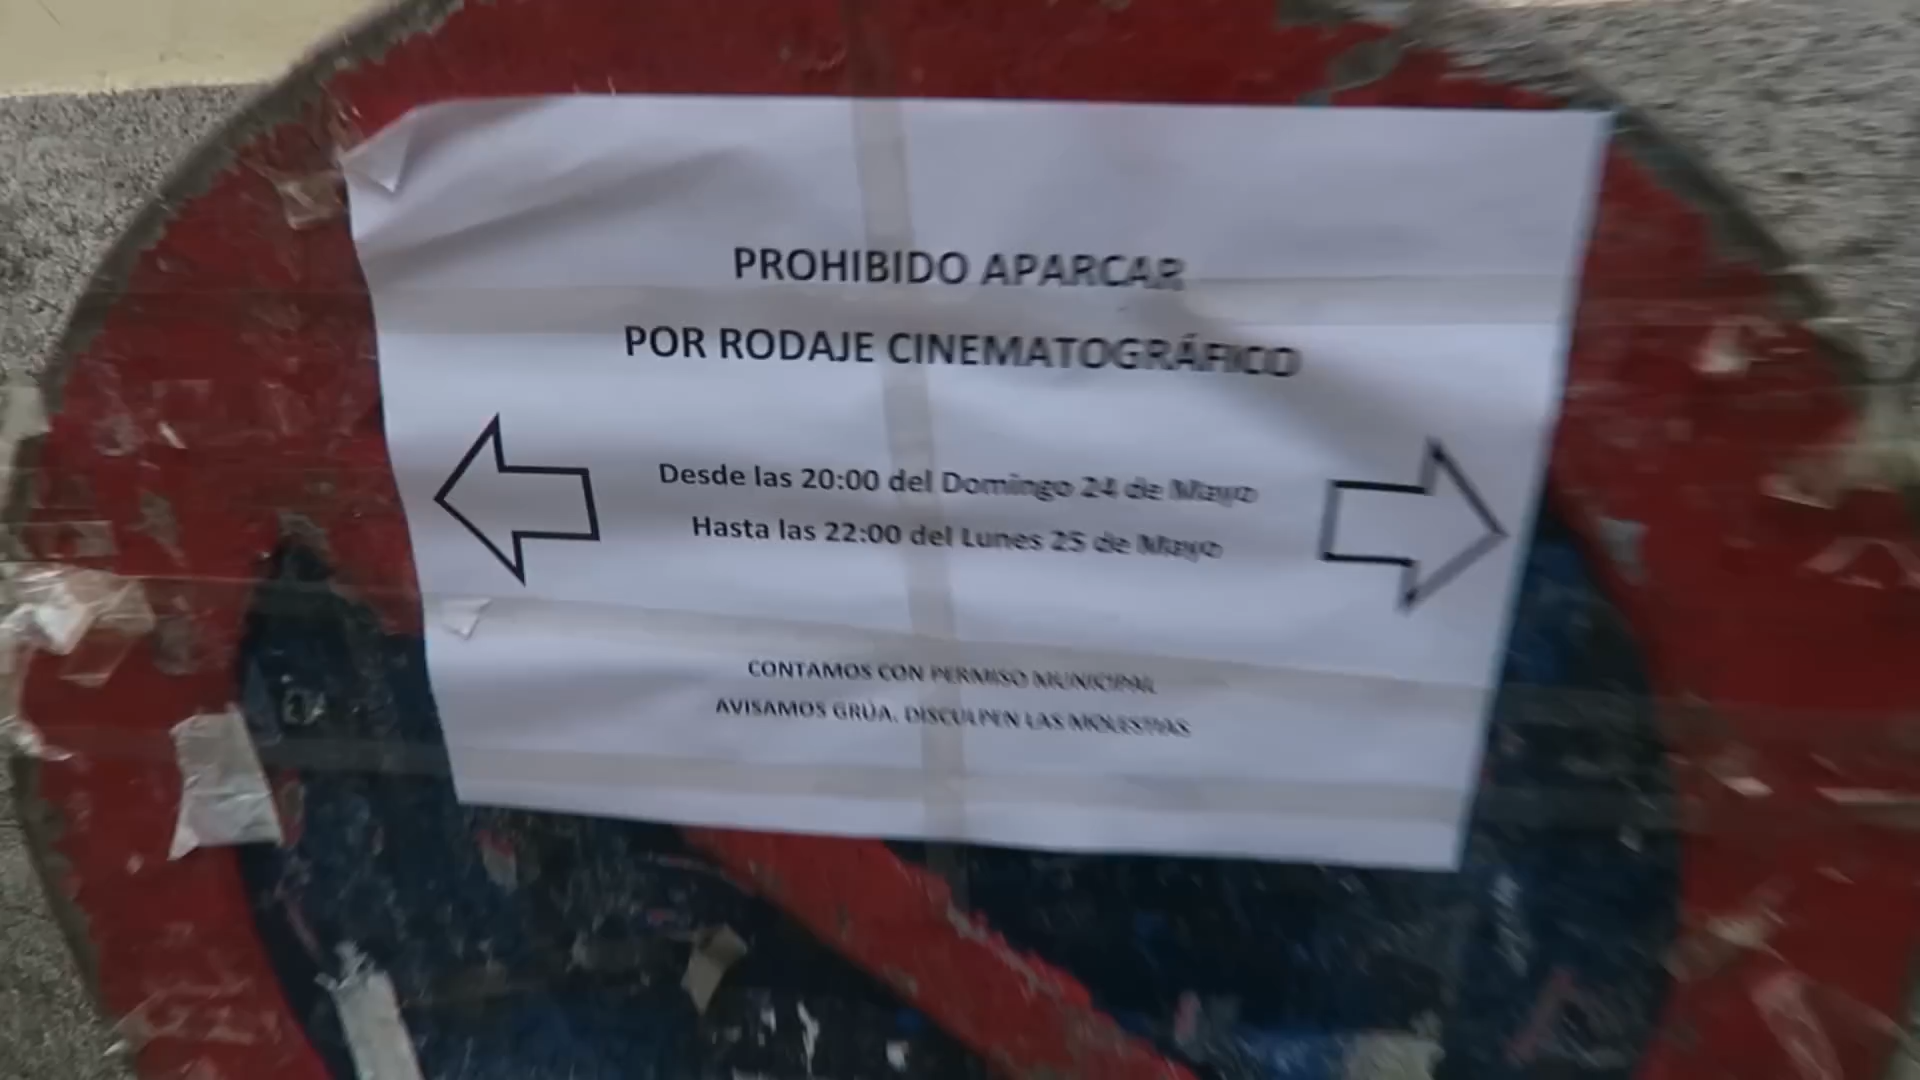 PROHIBIDO APARCAR
POR RODAJE CINEMATOGRÁFICO
Desde las 20:00 del Domingo 24 de Mayo
Hasta las 22:00 del Lunes 25 de Mayo
CONTAMOS CON PERMISO MUNICIPAL
AVISAMOS GRÚA. DISCULPEN LAS MOLESTIAS